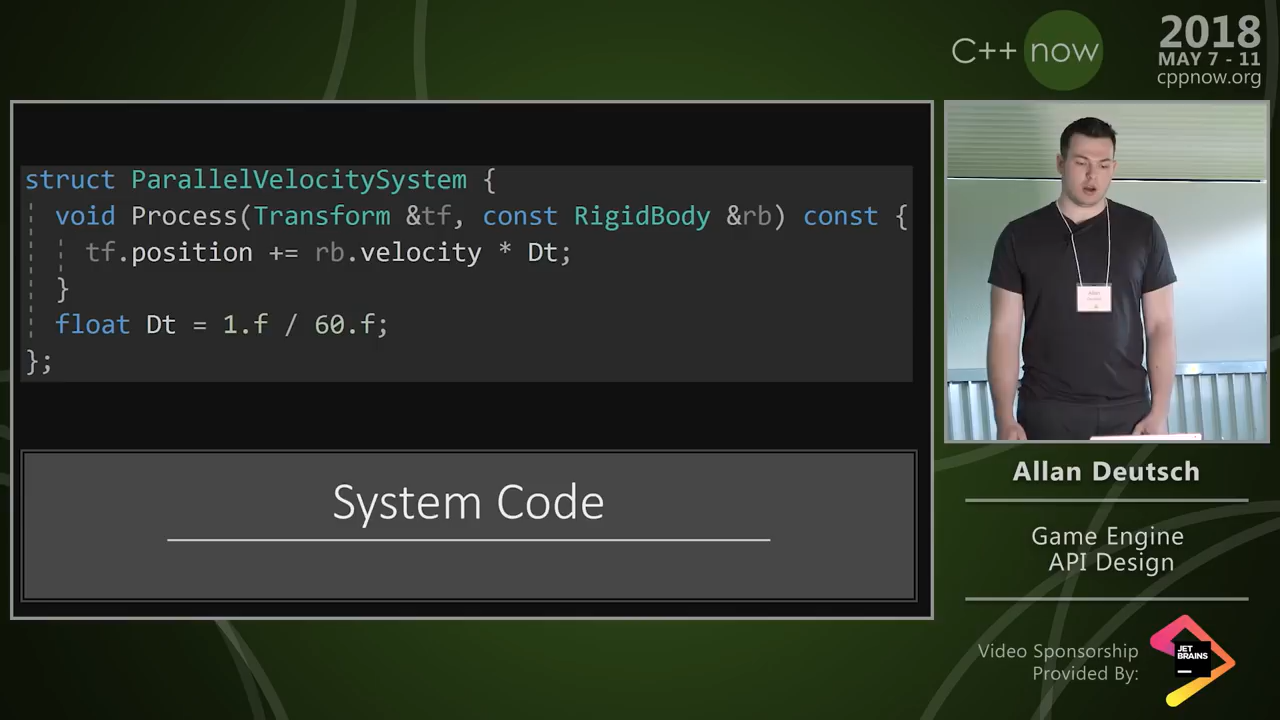 C++ now
2018
MAY 7 - 11
cppnow.org
struct ParallelVelocitySystem {
void Process(Transform &tf, const RigidBody &rb) const {
tf.position += rb.velocity * Dt;
}
float Dt = 1.f / 60.f;
};
System Code
Allan Deutsch
Game Engine
API Design
Video Sponsorship
Provided By:
JET
BRAINS